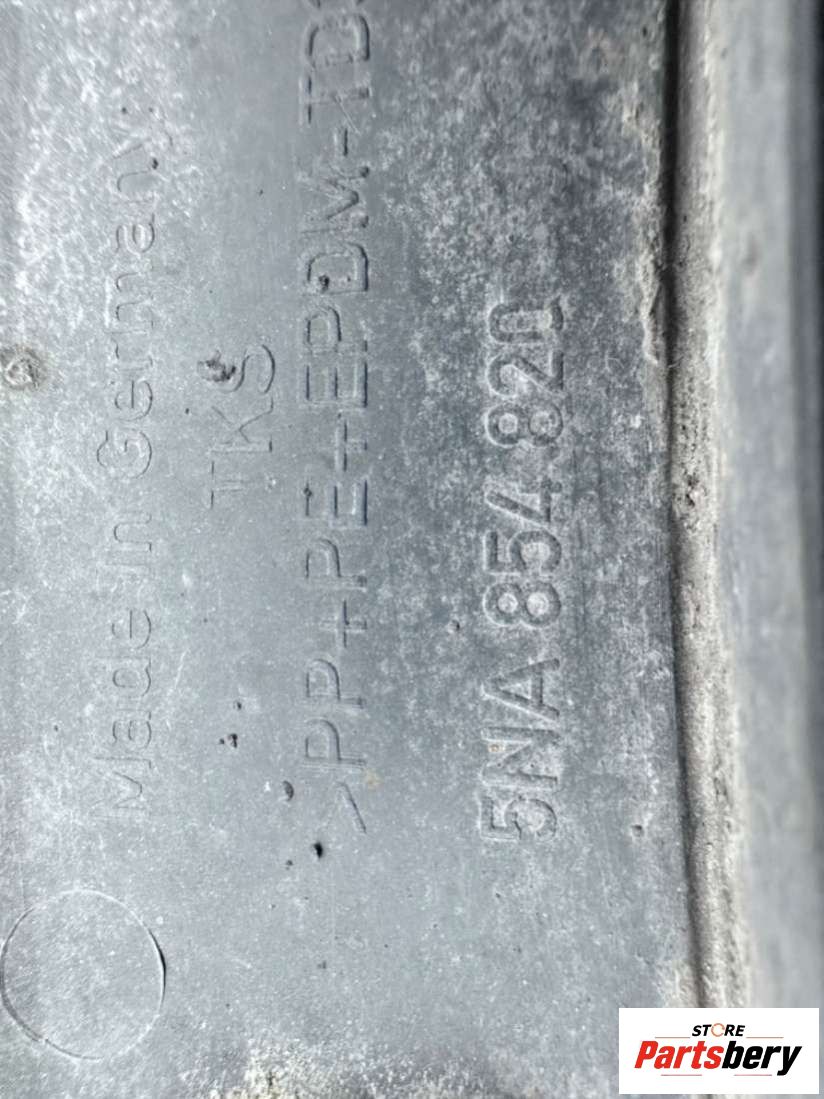 Made in Germany
TKS
>PP+PE+EPDM-TD
5NA 854 820
STORE
Partsbery